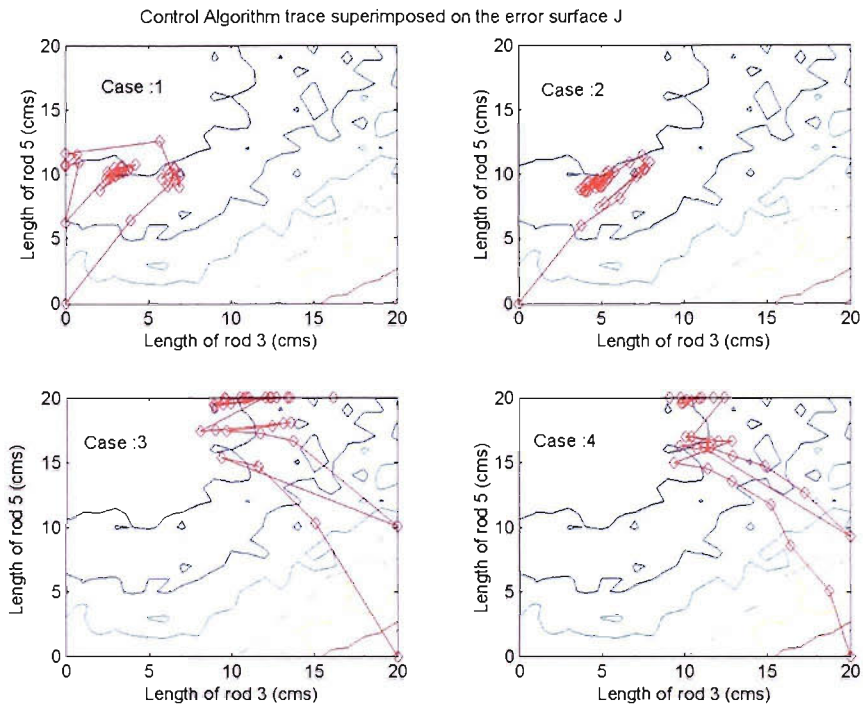 Control Algorithm trace superimposed on the error surface J
Case :1
20
15
10
5
0
0 5 10 15 20
Length of rod 5 (cms)
Length of rod 3 (cms)
Case :2
20
15
10
5
0
0 5 10 15 20
Length of rod 5 (cms)
Length of rod 3 (cms)
Case :3
20
15
10
5
0
0 5 10 15 20
Length of rod 5 (cms)
Length of rod 3 (cms)
Case :4
20
15
10
5
0
0 5 10 15 20
Length of rod 5 (cms)
Length of rod 3 (cms)